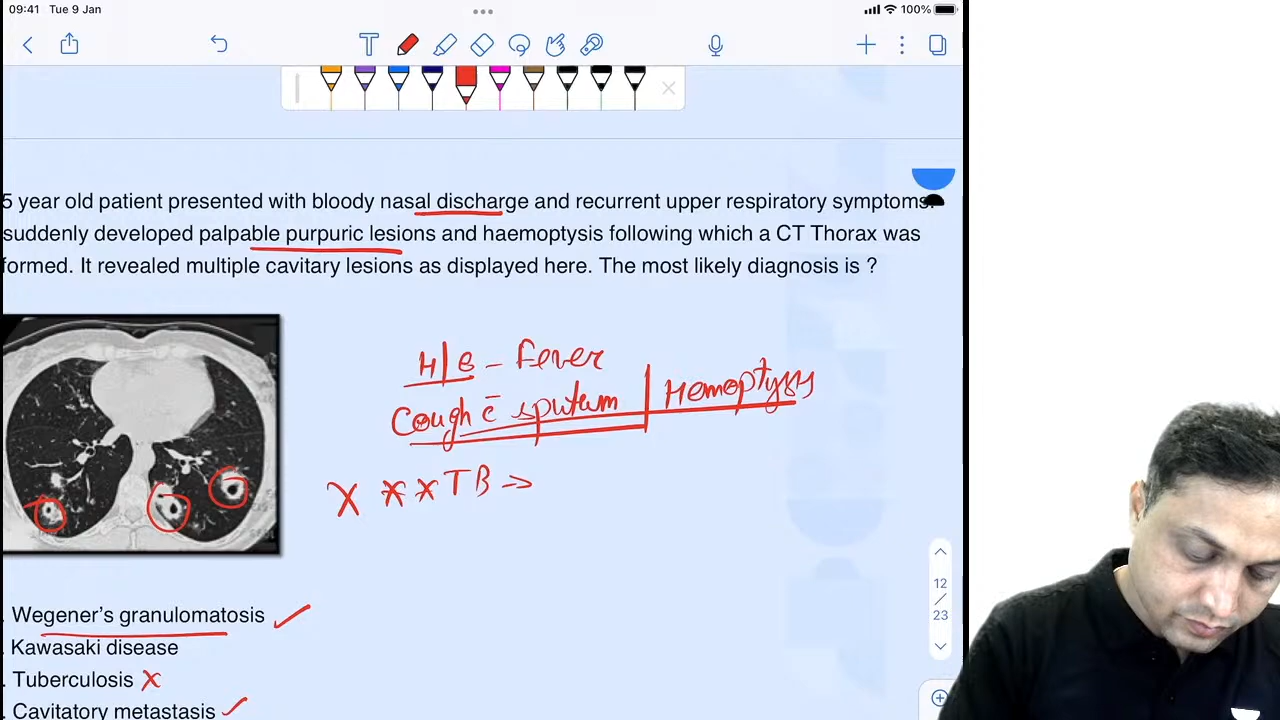 09:41 Tue 9 Jan
100%
T
5 year old patient presented with bloody nasal discharge and recurrent upper respiratory symptoms.
suddenly developed palpable purpuric lesions and haemoptysis following which a CT Thorax was
formed. It revealed multiple cavitary lesions as displayed here. The most likely diagnosis is ?
H/B - Fever
Cough c̄ sputum | Hemoptysis
X * * TB →
. Wegener's granulomatosis ✓
. Kawasaki disease
. Tuberculosis X
. Cavitatory metastasis ✓
12
/
23